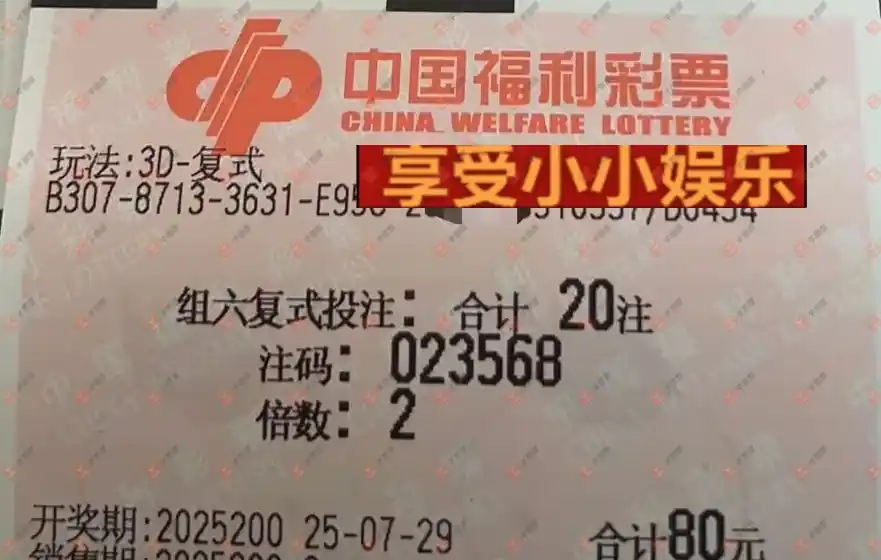 中国福利彩票
CHINA WELFARE LOTTERY
玩法:3D-复式
享受小小娱乐
B307-8713-3631-E95
组六复式投注: 合计 20注
注码: 023568
倍数: 2
开奖期:2025200 25-07-29 合计80元